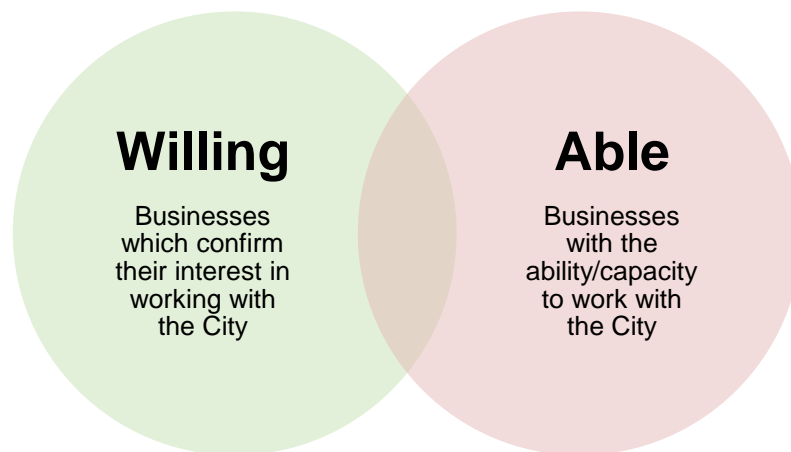 Willing
Businesses
which confirm
their interest in
working with
the City
Able
Businesses
with the
ability/capacity
to work with
the City